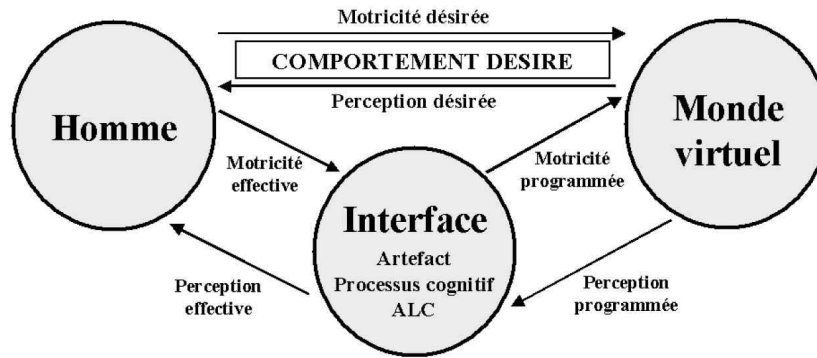 Motricité désirée
COMPORTEMENT DESIRE
Perception désirée
Homme
Monde
virtuel
Motricité
effective
Motricité
programmée
Interface
Artefact
Processus cognitif
ALC
Perception
effective
Perception
programmée